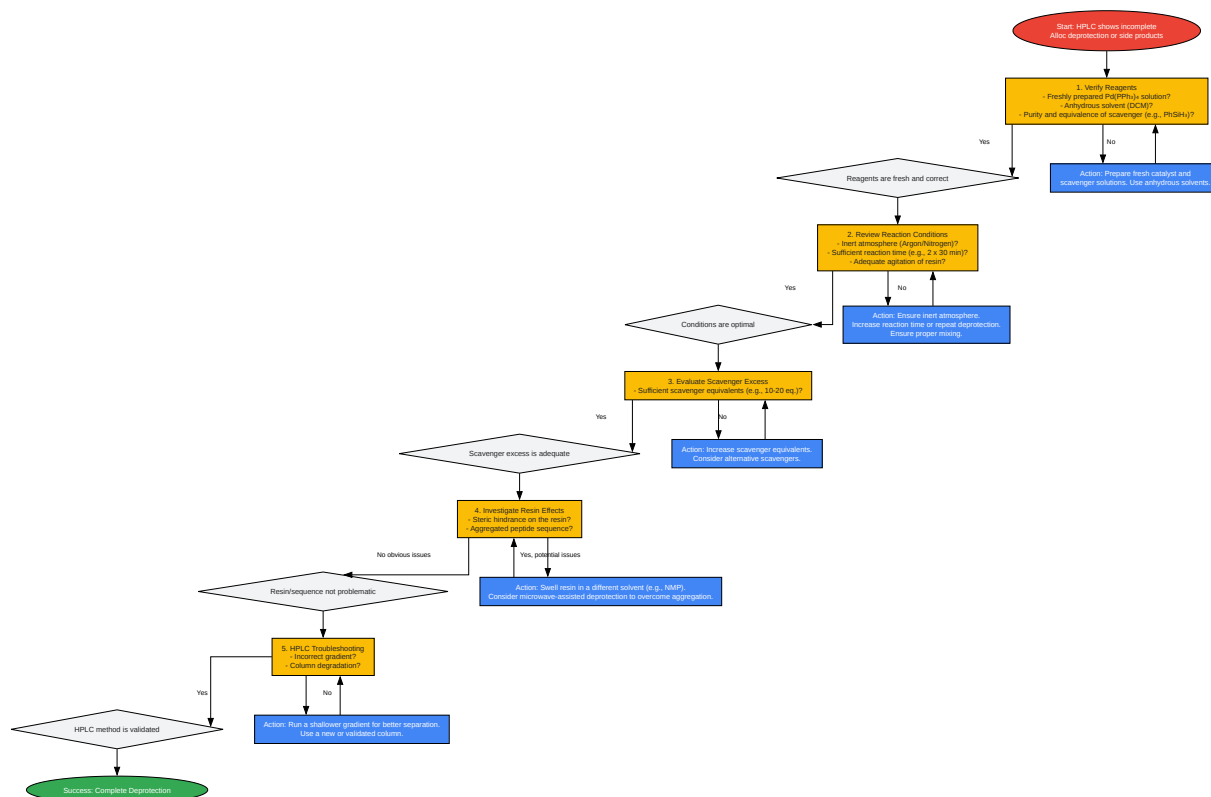 Start: HPLC shows incomplete
Alloc deprotection or side products
1. Verify Reagents
- Freshly prepared Pd(PPh₃)₄ solution?
- Anhydrous solvent (DCM)?
- Purity and equivalence of scavenger (e.g., PhSiH₃)?
Yes
No
Reagents are fresh and correct
Action: Prepare fresh catalyst and
scavenger solutions. Use anhydrous solvents.
2. Review Reaction Conditions
- Inert atmosphere (Argon/Nitrogen)?
- Sufficient reaction time (e.g., 2 x 30 min)?
- Adequate agitation of resin?
Yes
No
Conditions are optimal
Action: Ensure inert atmosphere.
Increase reaction time or repeat deprotection.
Ensure proper mixing.
3. Evaluate Scavenger Excess
- Sufficient scavenger equivalents (e.g., 10-20 eq.)?
Yes
No
Scavenger excess is adequate
Action: Increase scavenger equivalents.
Consider alternative scavengers.
4. Investigate Resin Effects
- Steric hindrance on the resin?
- Aggregated peptide sequence?
No obvious issues
Yes, potential issues
Resin/sequence not problematic
Action: Swell resin in a different solvent (e.g., NMP).
Consider microwave-assisted deprotection to overcome aggregation.
5. HPLC Troubleshooting
- Incorrect gradient?
- Column degradation?
Yes
No
HPLC method is validated
Action: Run a shallower gradient for better separation.
Use a new or validated column.
Success: Complete Deprotection